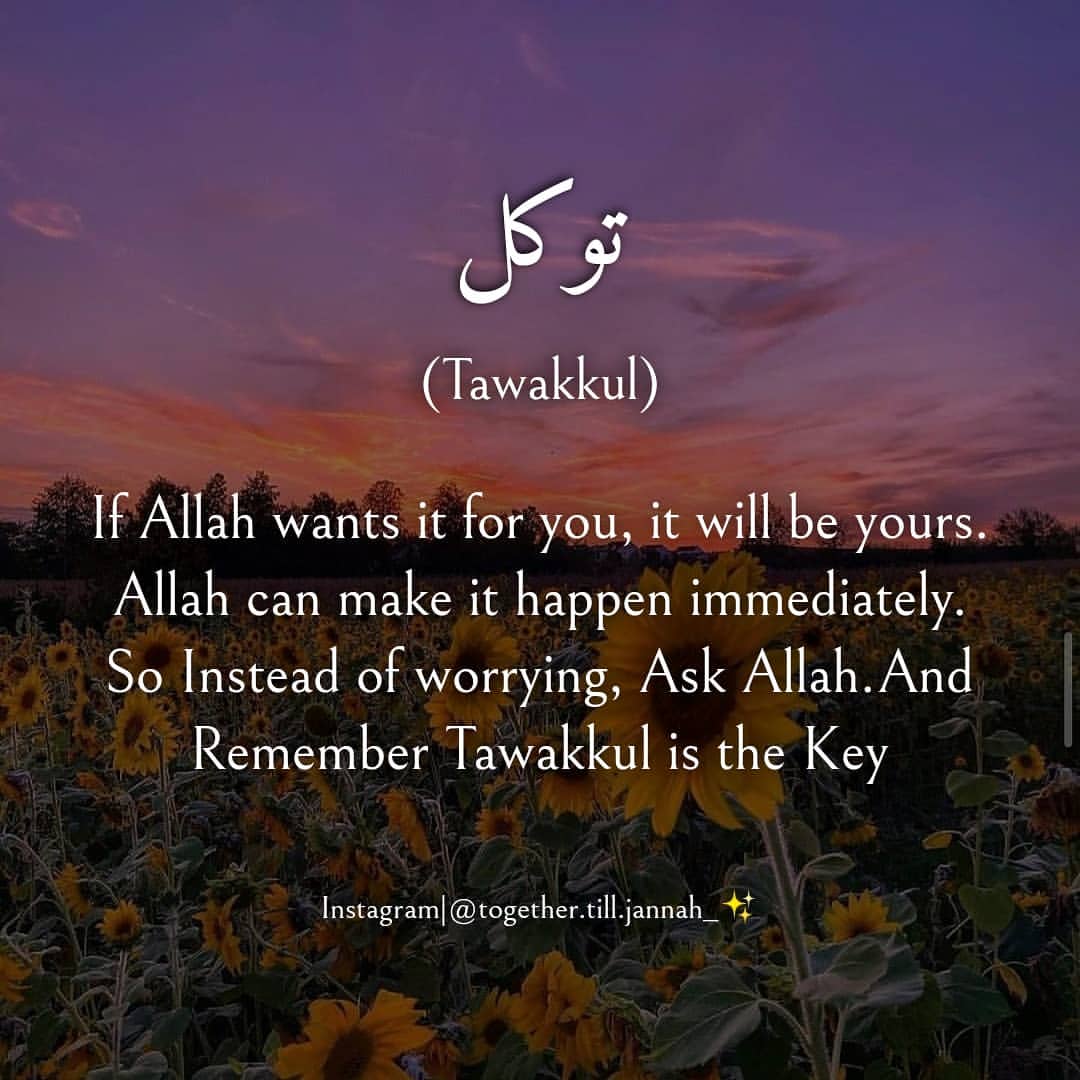 توكل
(Tawakkul)
If Allah wants it for you, it will be yours.
Allah can make it happen immediately.
So Instead of worrying, Ask Allah.And
Remember Tawakkul is the Key
Instagram|@together.till.jannah_✨